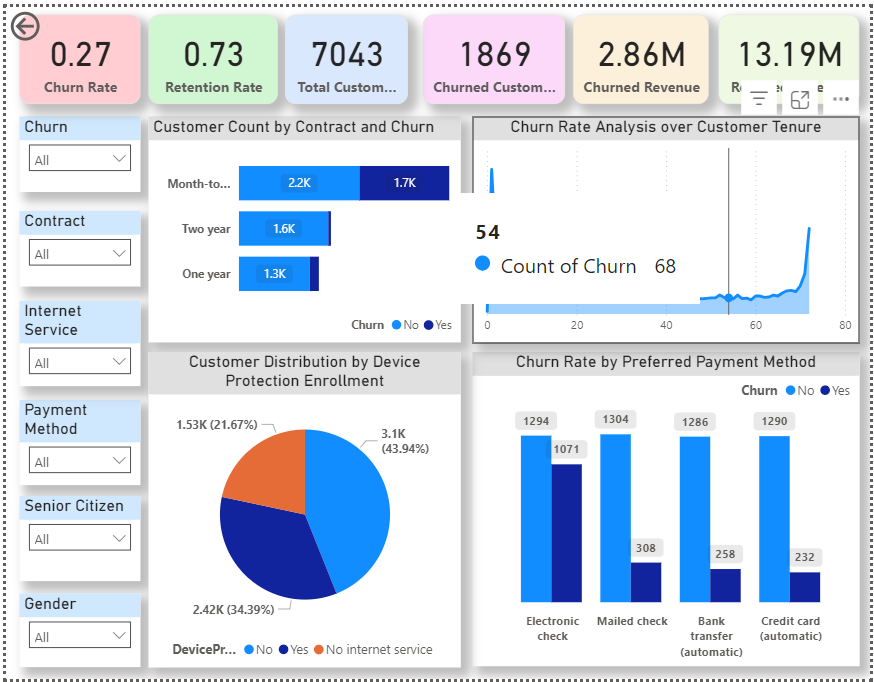 0.27
Churn Rate
0.73
Retention Rate
7043
Total Custom...
1869
Churned Custom...
2.86M
Churned Revenue
13.19M
Churn
All
Contract
All
Internet
Service
All
Payment
Method
All
Senior Citizen
All
Gender
All
Customer Count by Contract and Churn
Month-to...
2.2K
1.7K
Two year
1.6K
One year
1.3K
Churn No Yes
Churn Rate Analysis over Customer Tenure
54
Count of Churn 68
0 20 40 60 80
Customer Distribution by Device
Protection Enrollment
1.53K (21.67%)
3.1K
(43.94%)
2.42K (34.39%)
DevicePr... No Yes No internet service
Churn Rate by Preferred Payment Method
Churn No Yes
1294
1071
1304
308
1286
258
1290
232
Electronic
check
Mailed check
Bank
transfer
(automatic)
Credit card
(automatic)